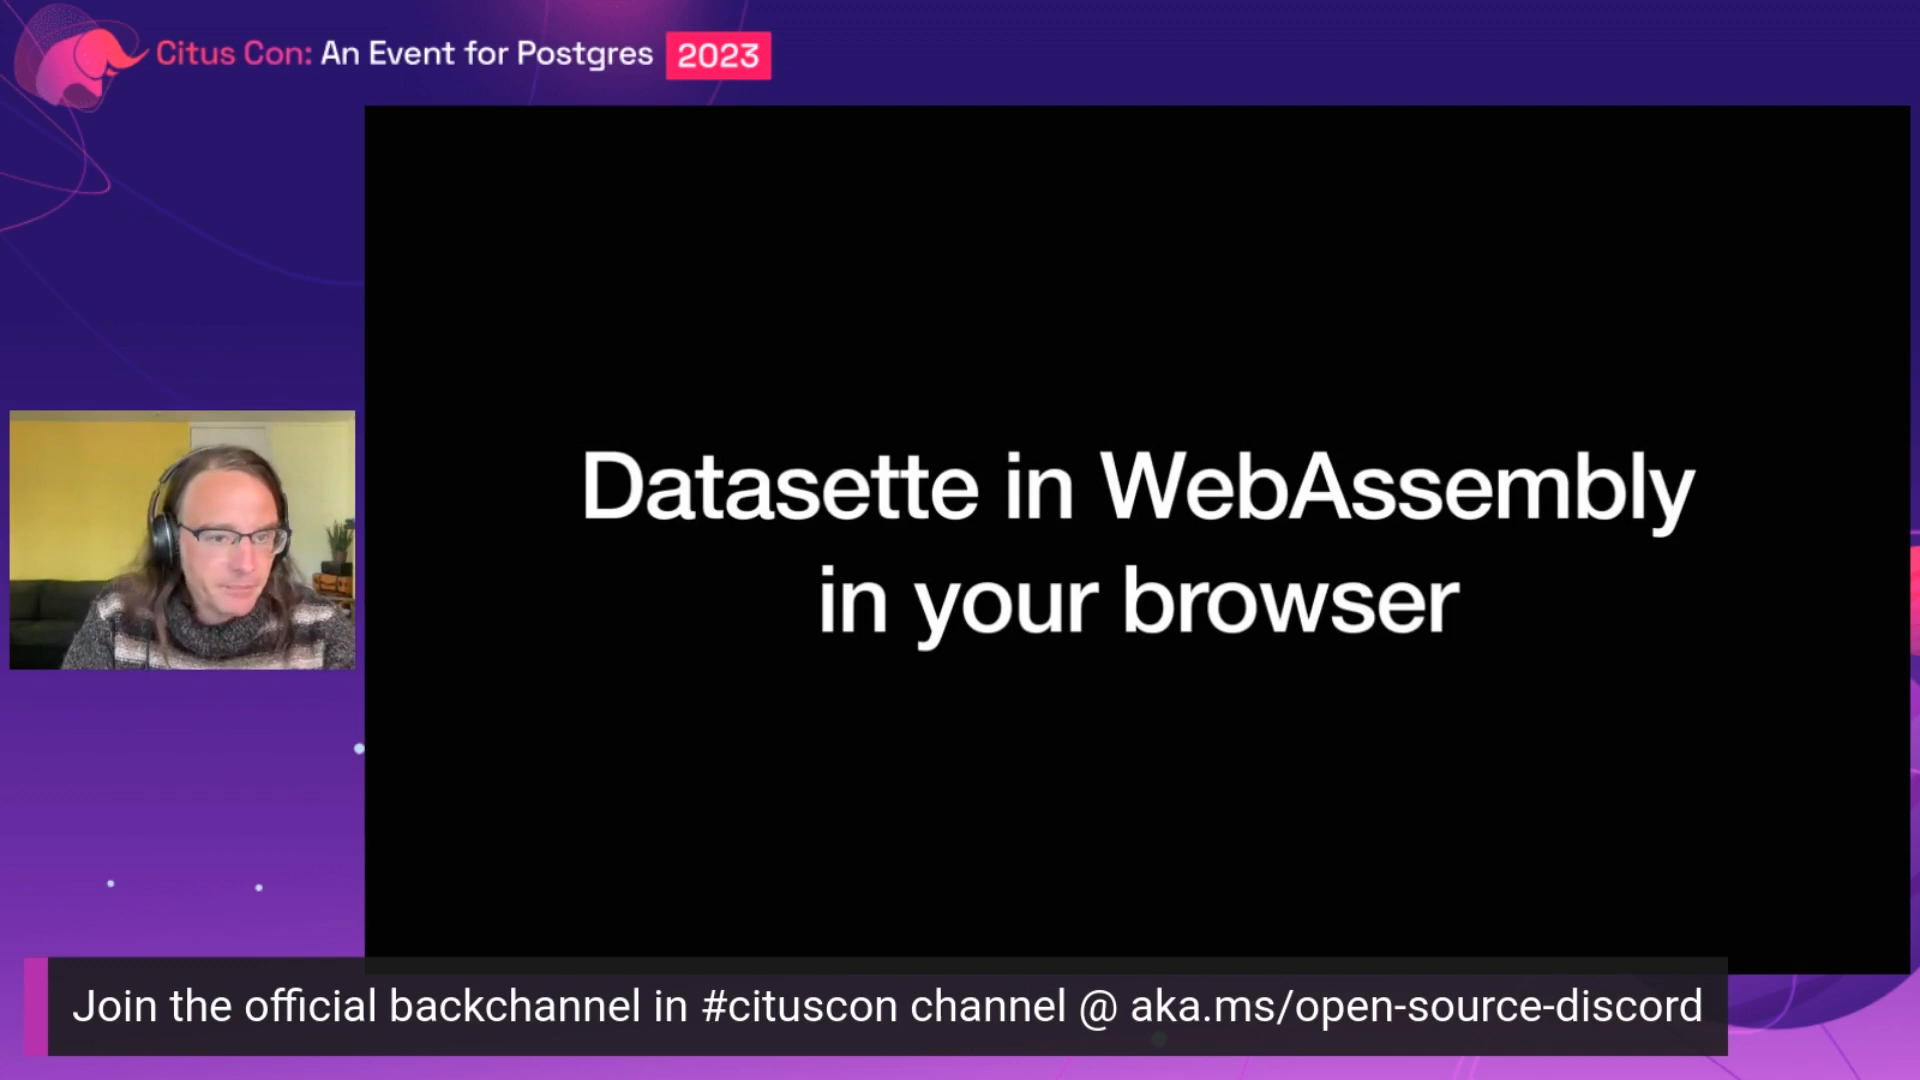 Citus Con: An Event for Postgres 2023
Datasette in WebAssembly
in your browser
Join the official backchannel in #cituscon channel @ aka.ms/open-source-discord